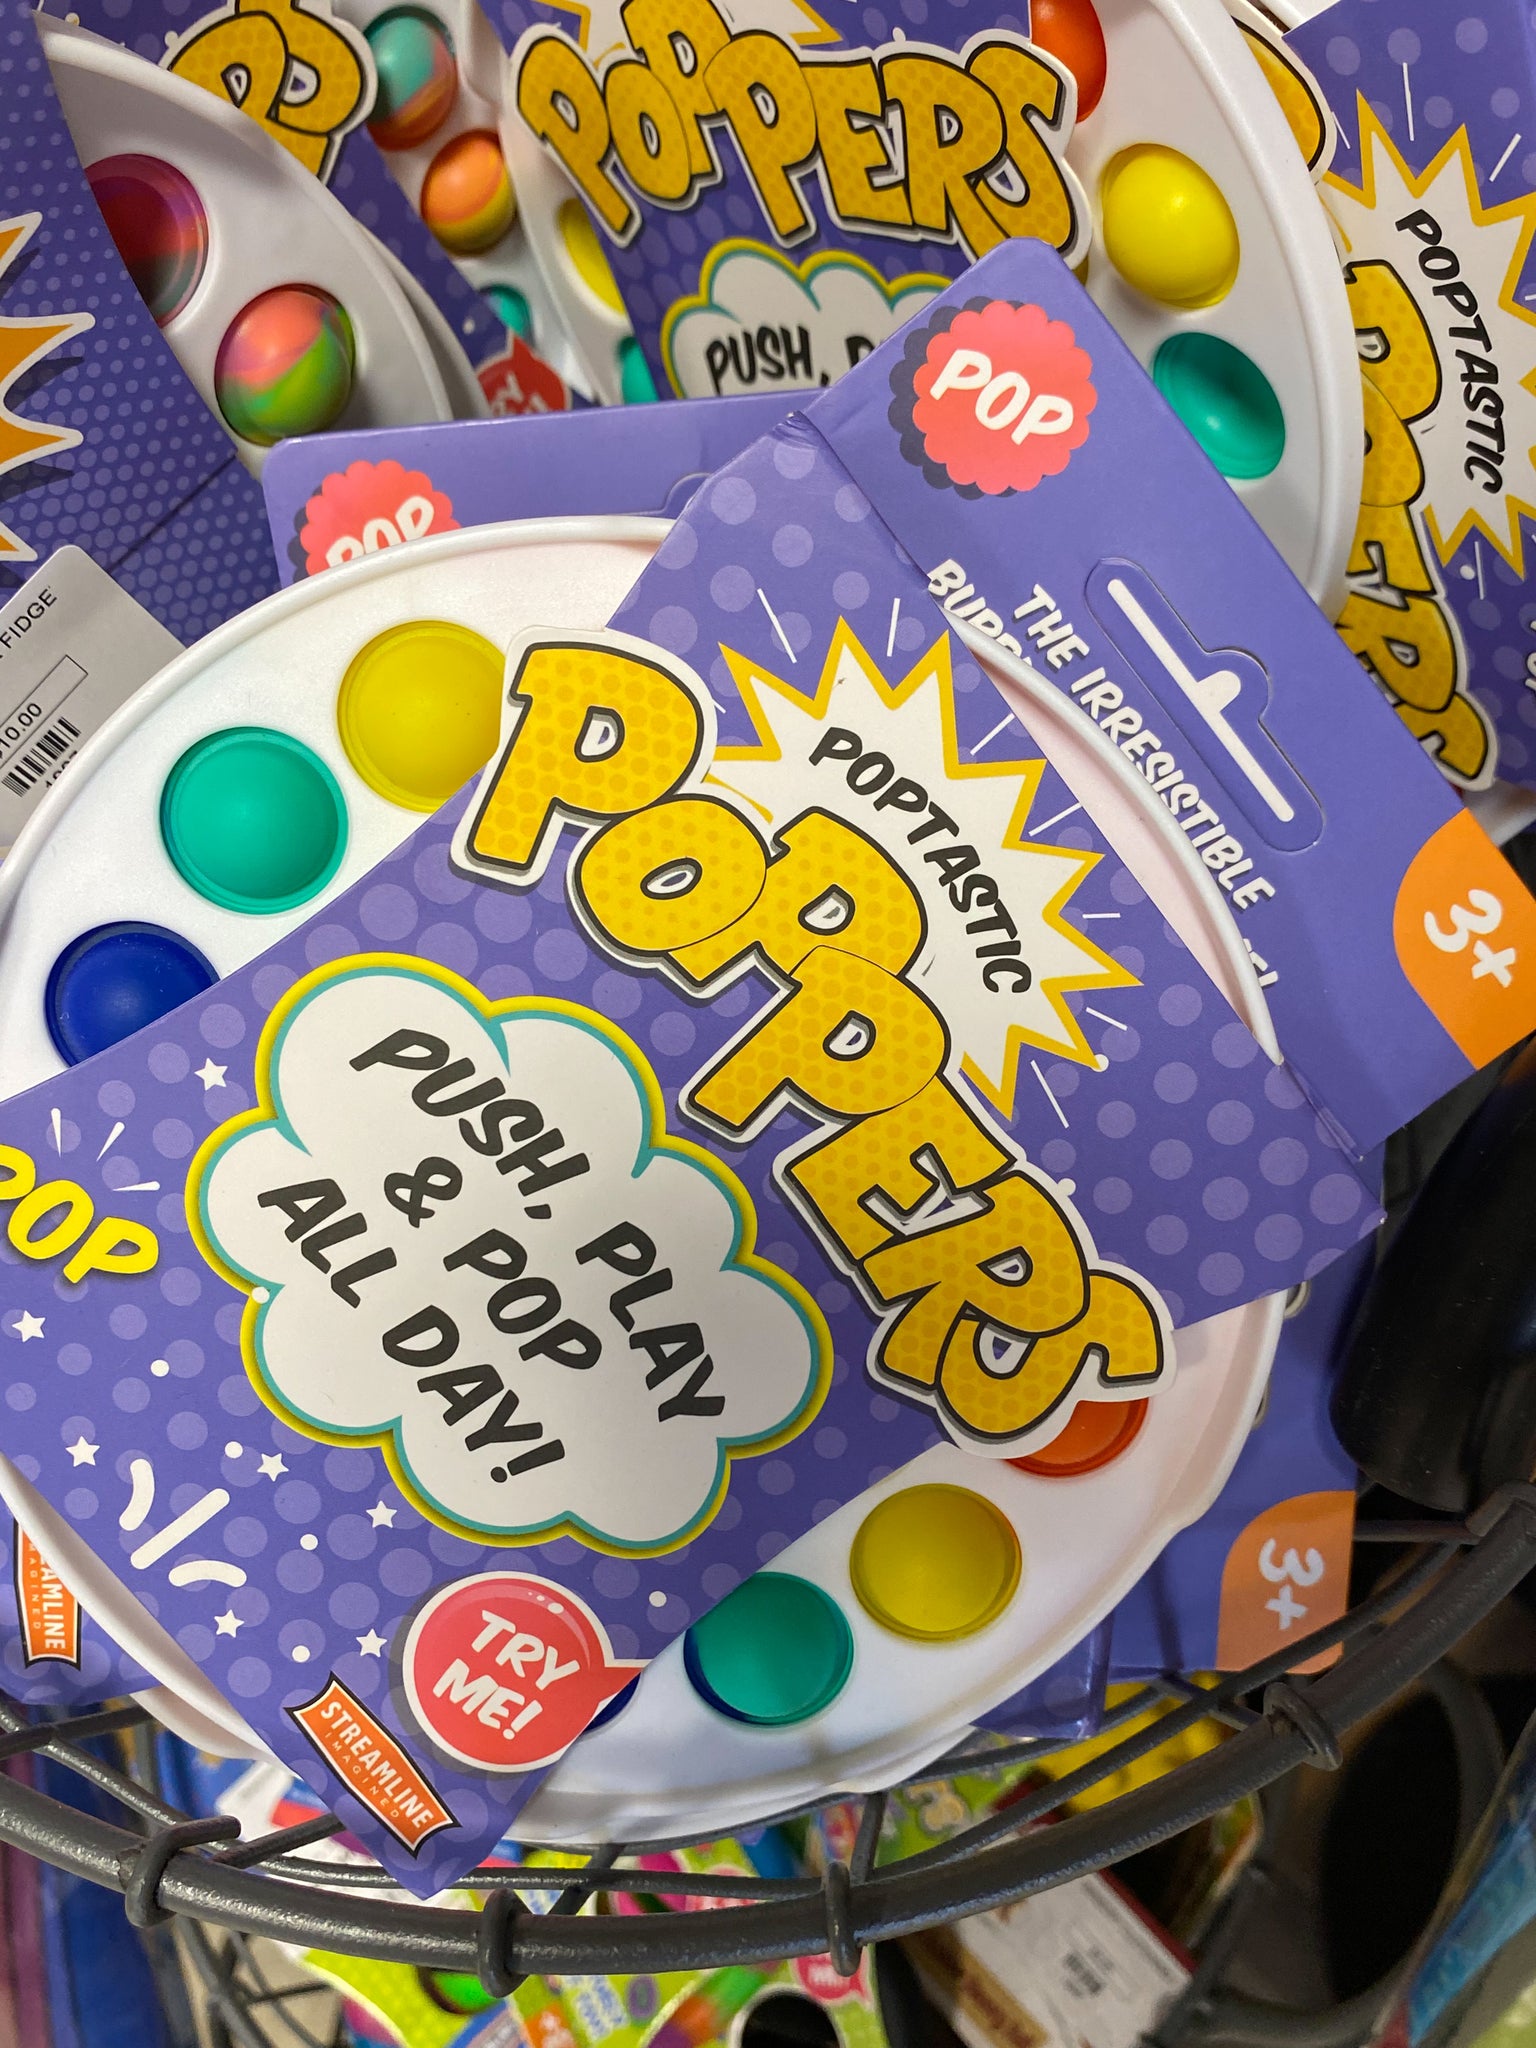 POPPERS
PUSH,
POPTASTIC
POPPERS
POP
POP
THE IRRESISTIBLE
3+
POPTASTIC
POPPERS
PUSH, PLAY
& POP
ALL DAY!
POP
TRY
ME!
STREAMLINE
IMAGINED
3+
FIDGE